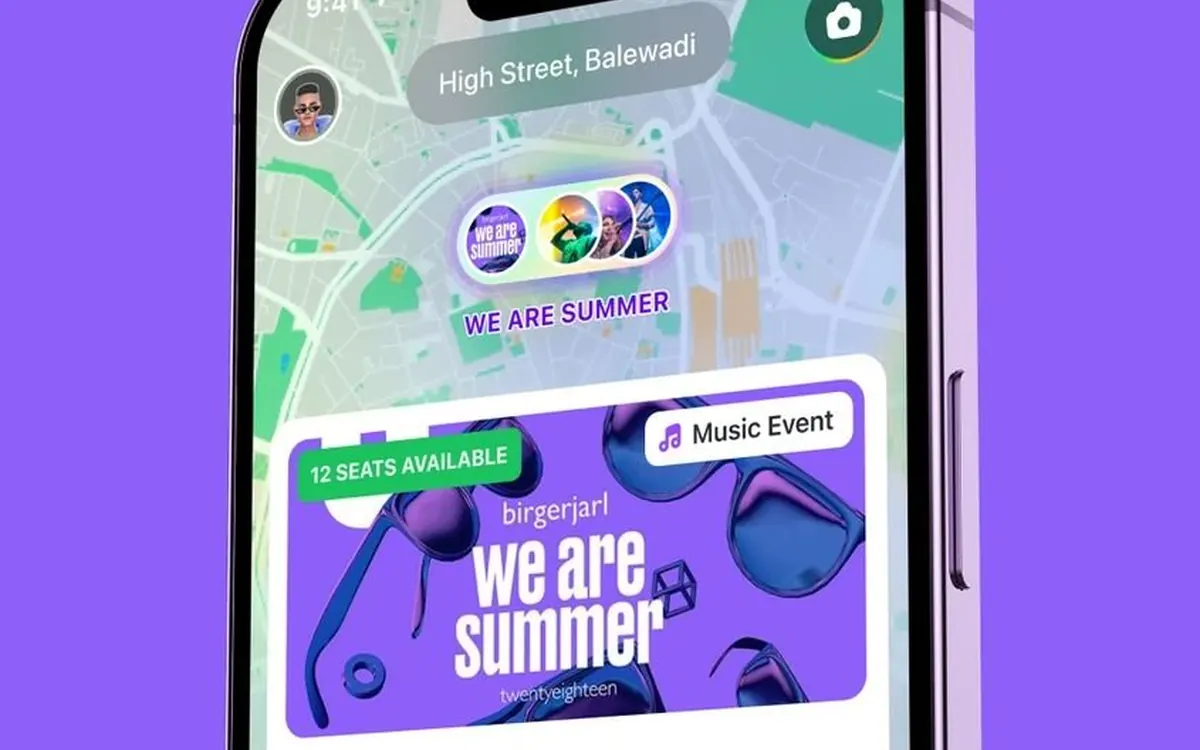 9:41
High Street, Balewadi
birgerjarl
we are
summer
WE ARE SUMMER
12 SEATS AVAILABLE
Music Event
birgerjarl
we are
summer
twentyeighteen